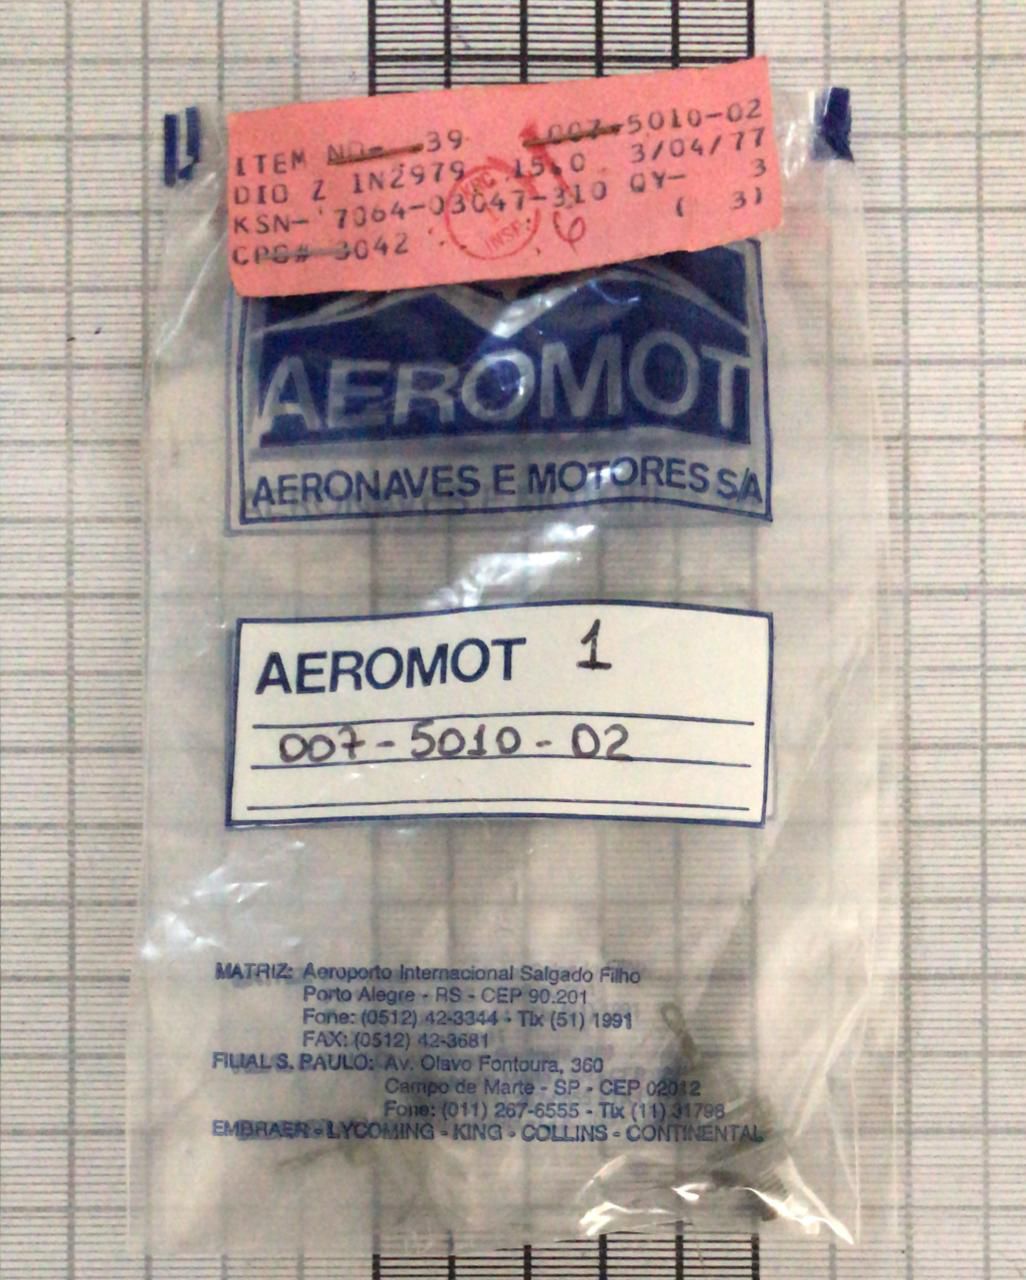 ITEM NO- 39 007-5010-02
DIO Z 1N2979 15.0 3/04/77
KSN- 7064-03047-310 QY- 3
CPS# 3042 ( 3)
KRC
INSP.
6
AEROMOT
AERONAVES E MOTORES S/A
AEROMOT 1
007-5010-02
MATRIZ: Aeroporto Internacional Salgado Filho
Porto Alegre - RS - CEP 90.201
Fone: (0512) 42-3344 - Tlx (51) 1991
FAX: (0512) 42-3681
FILIAL S. PAULO: Av. Olavo Fontoura, 360
Campo de Marte - SP - CEP 02012
Fone: (011) 267-6555 - Tlx (11) 31798
EMBRAER - LYCOMING - KING - COLLINS - CONTINENTAL